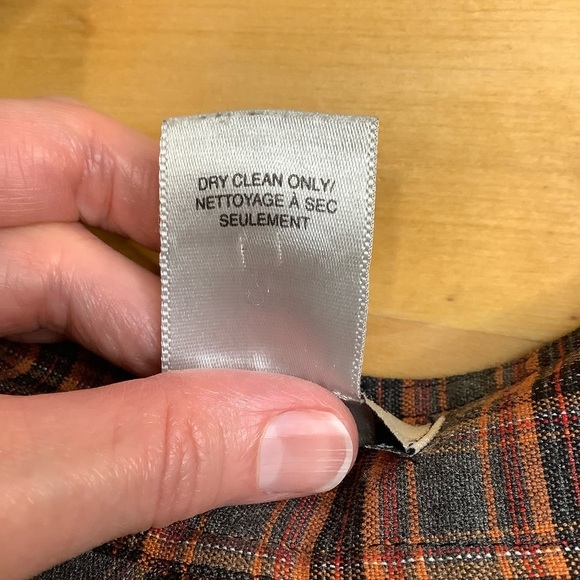 DRY CLEAN ONLY/
NETTOYAGE À SEC
SEULEMENT